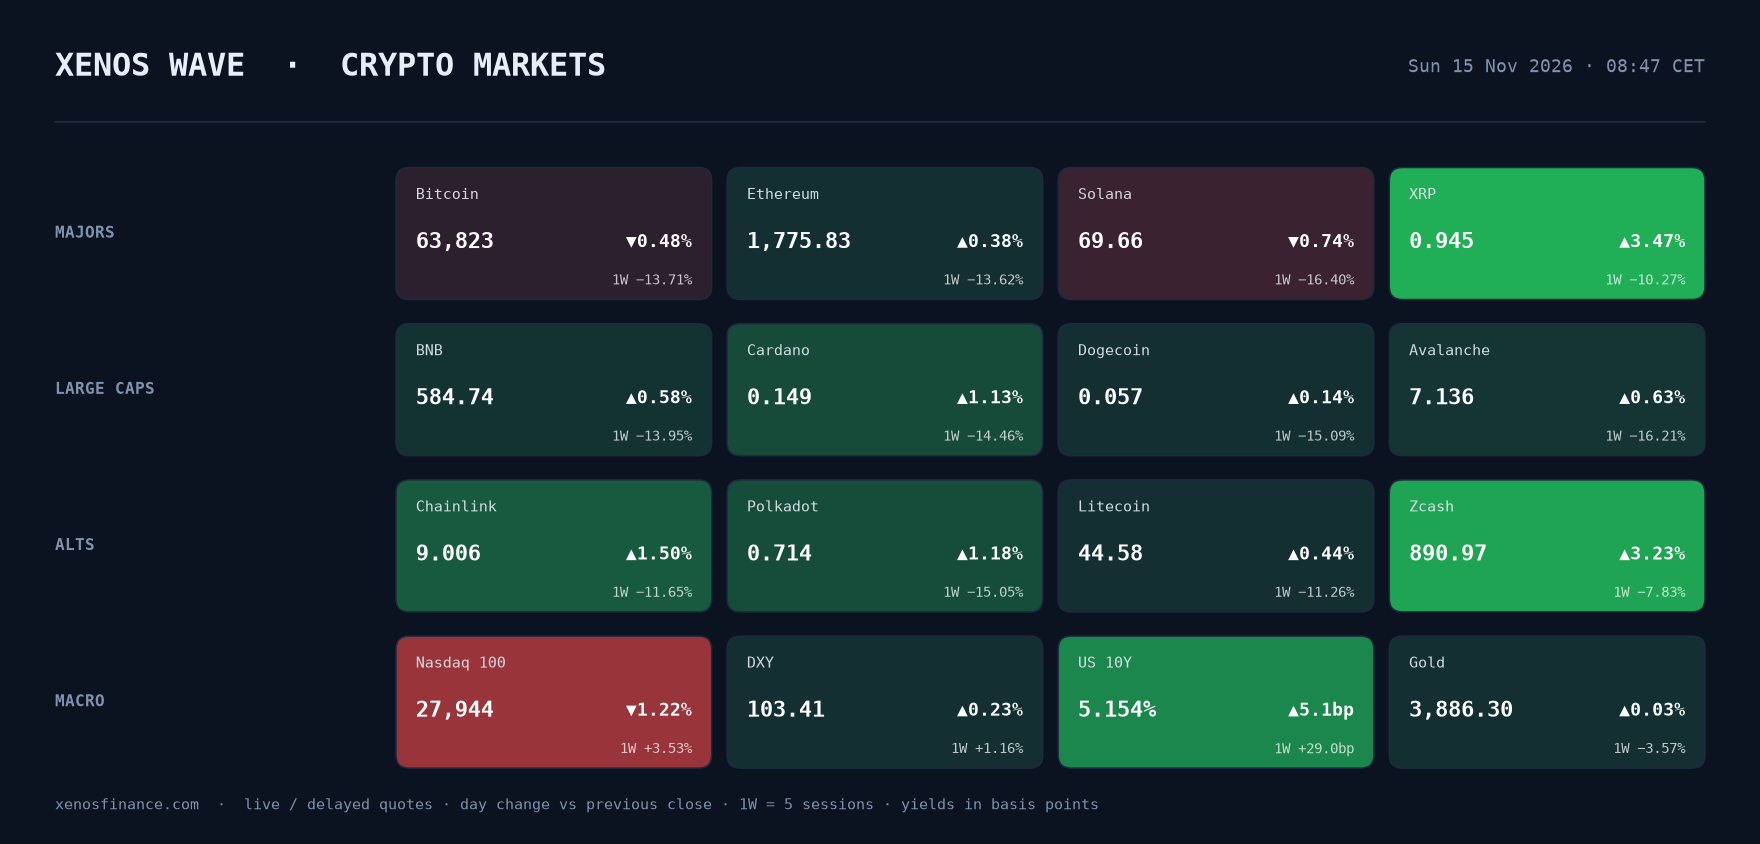 XENOS WAVE · CRYPTO MARKETS
Sun 15 Nov 2026 · 08:47 CET
MAJORS
Bitcoin
63,823 ▼0.48%
1W −13.71%
Ethereum
1,775.83 ▲0.38%
1W −13.62%
Solana
69.66 ▼0.74%
1W −16.40%
XRP
0.945 ▲3.47%
1W −10.27%
LARGE CAPS
BNB
584.74 ▲0.58%
1W −13.95%
Cardano
0.149 ▲1.13%
1W −14.46%
Dogecoin
0.057 ▲0.14%
1W −15.09%
Avalanche
7.136 ▲0.63%
1W −16.21%
ALTS
Chainlink
9.006 ▲1.50%
1W −11.65%
Polkadot
0.714 ▲1.18%
1W −15.05%
Litecoin
44.58 ▲0.44%
1W −11.26%
Zcash
890.97 ▲3.23%
1W −7.83%
MACRO
Nasdaq 100
27,944 ▼1.22%
1W +3.53%
DXY
103.41 ▲0.23%
1W +1.16%
US 10Y
5.154% ▲5.1bp
1W +29.0bp
Gold
3,886.30 ▲0.03%
1W −3.57%
xenosfinance.com · live / delayed quotes · day change vs previous close · 1W = 5 sessions · yields in basis points